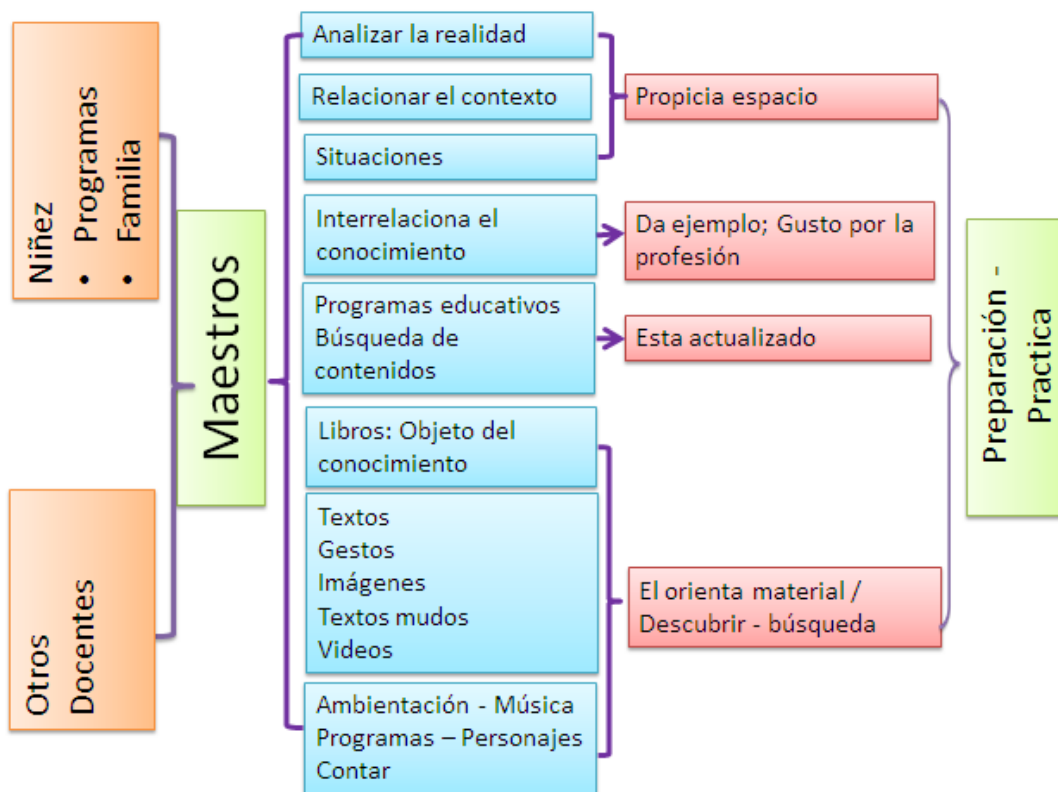 Niñez
• Programas
• Familia
Otros
Docentes
Maestros
Analizar la realidad
Relacionar el contexto
Situaciones
Interrelaciona el
conocimiento
Programas educativos
Búsqueda de
contenidos
Libros: Objeto del
conocimiento
Textos
Gestos
Imágenes
Textos mudos
Videos
Ambientación - Música
Programas – Personajes
Contar
Propicia espacio
Da ejemplo; Gusto por la
profesión
Esta actualizado
El orienta material /
Descubrir - búsqueda
Preparación -
Practica